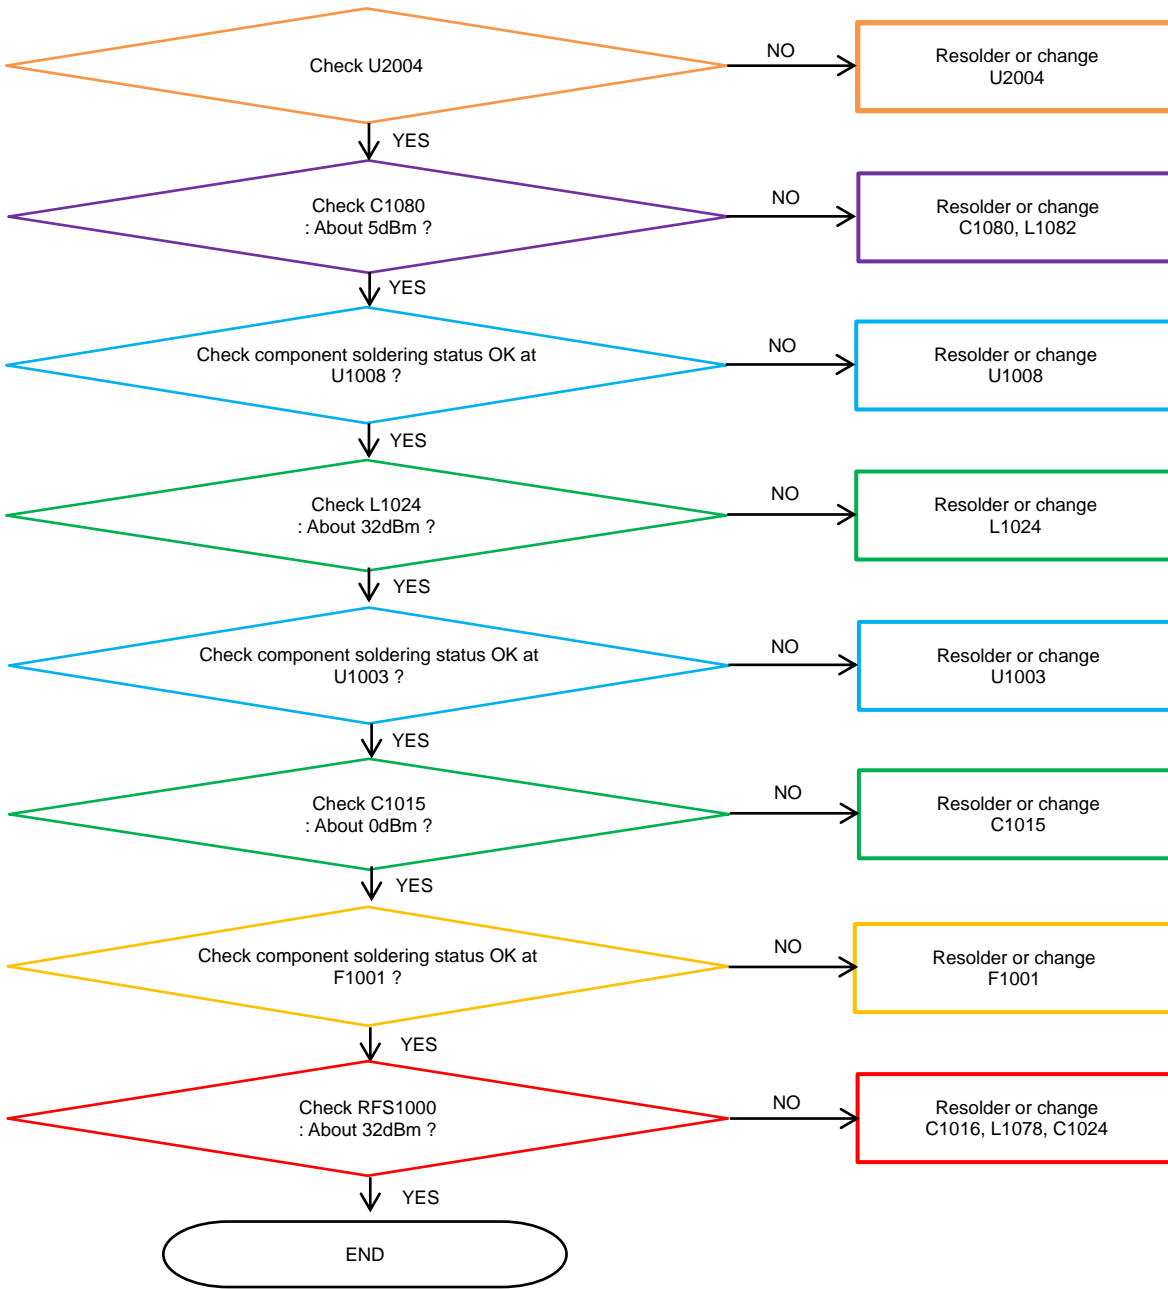 Check U2004
NO
Resolder or change
U2004
YES
Check C1080
: About 5dBm ?
NO
Resolder or change
C1080, L1082
YES
Check component soldering status OK at
U1008 ?
NO
Resolder or change
U1008
YES
Check L1024
: About 32dBm ?
NO
Resolder or change
L1024
YES
Check component soldering status OK at
U1003 ?
NO
Resolder or change
U1003
YES
Check C1015
: About 0dBm ?
NO
Resolder or change
C1015
YES
Check component soldering status OK at
F1001 ?
NO
Resolder or change
F1001
YES
Check RFS1000
: About 32dBm ?
NO
Resolder or change
C1016, L1078, C1024
YES
END